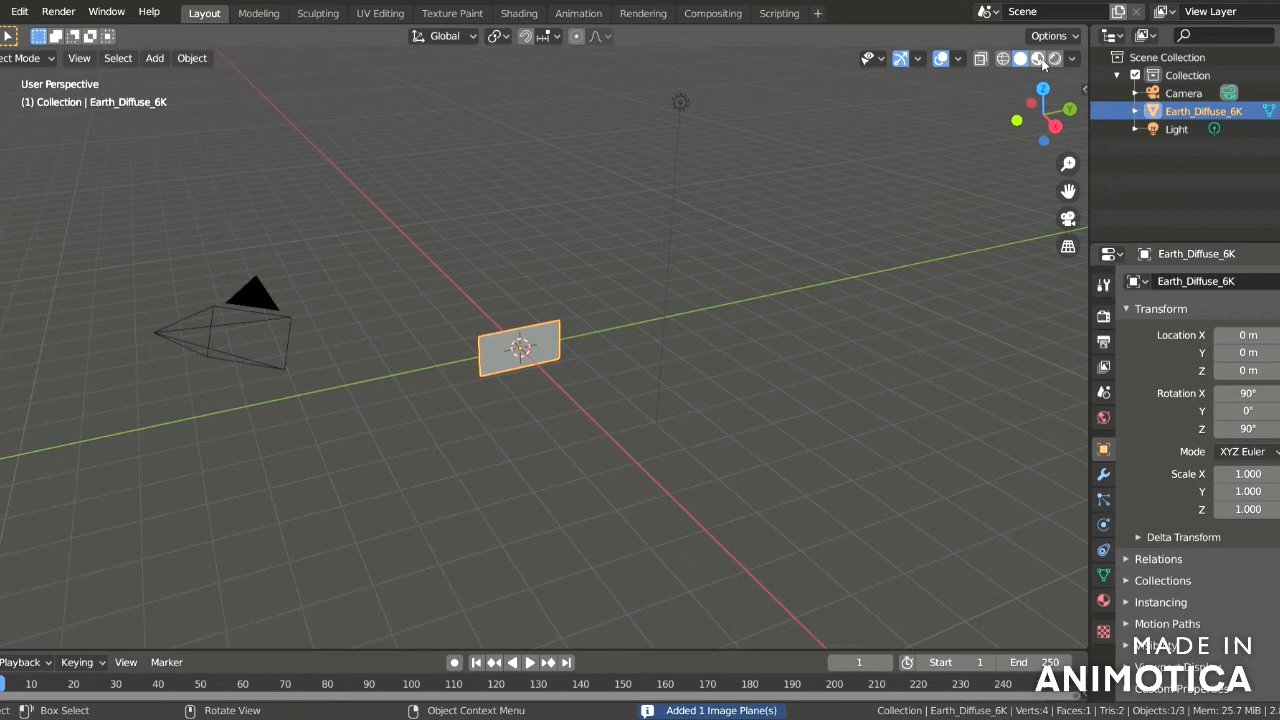 Edit Render Window Help Layout Modeling Sculpting UV Editing Texture Paint Shading Animation Rendering Compositing Scripting + Scene View Layer
Global Options
ect Mode View Select Add Object
Scene Collection
Collection
Camera
Earth_Diffuse_6K
Light
User Perspective
(1) Collection | Earth_Diffuse_6K
Z
Y
X
Earth_Diffuse_6K
Earth_Diffuse_6K
Transform
Location X 0 m
Y 0 m
Z 0 m
Rotation X 90°
Y 0°
Z 90°
Mode XYZ Euler
Scale X 1.000
Y 1.000
Z 1.000
Delta Transform
Relations
Collections
Instancing
Motion Paths
MADE IN
ANIMOTICA
Playback Keying View Marker 1 Start 1 End 250
10 20 30 40 50 60 70 80 90 100 110 120 130 140 150 160 170 180 190 200 210 220 230 240
ct Box Select Rotate View Object Context Menu Added 1 Image Plane(s) Collection | Earth_Diffuse_6K | Verts:4 | Faces:1 | Tris:2 | Objects:1/3 | Mem: 25.7 MiB | 2.